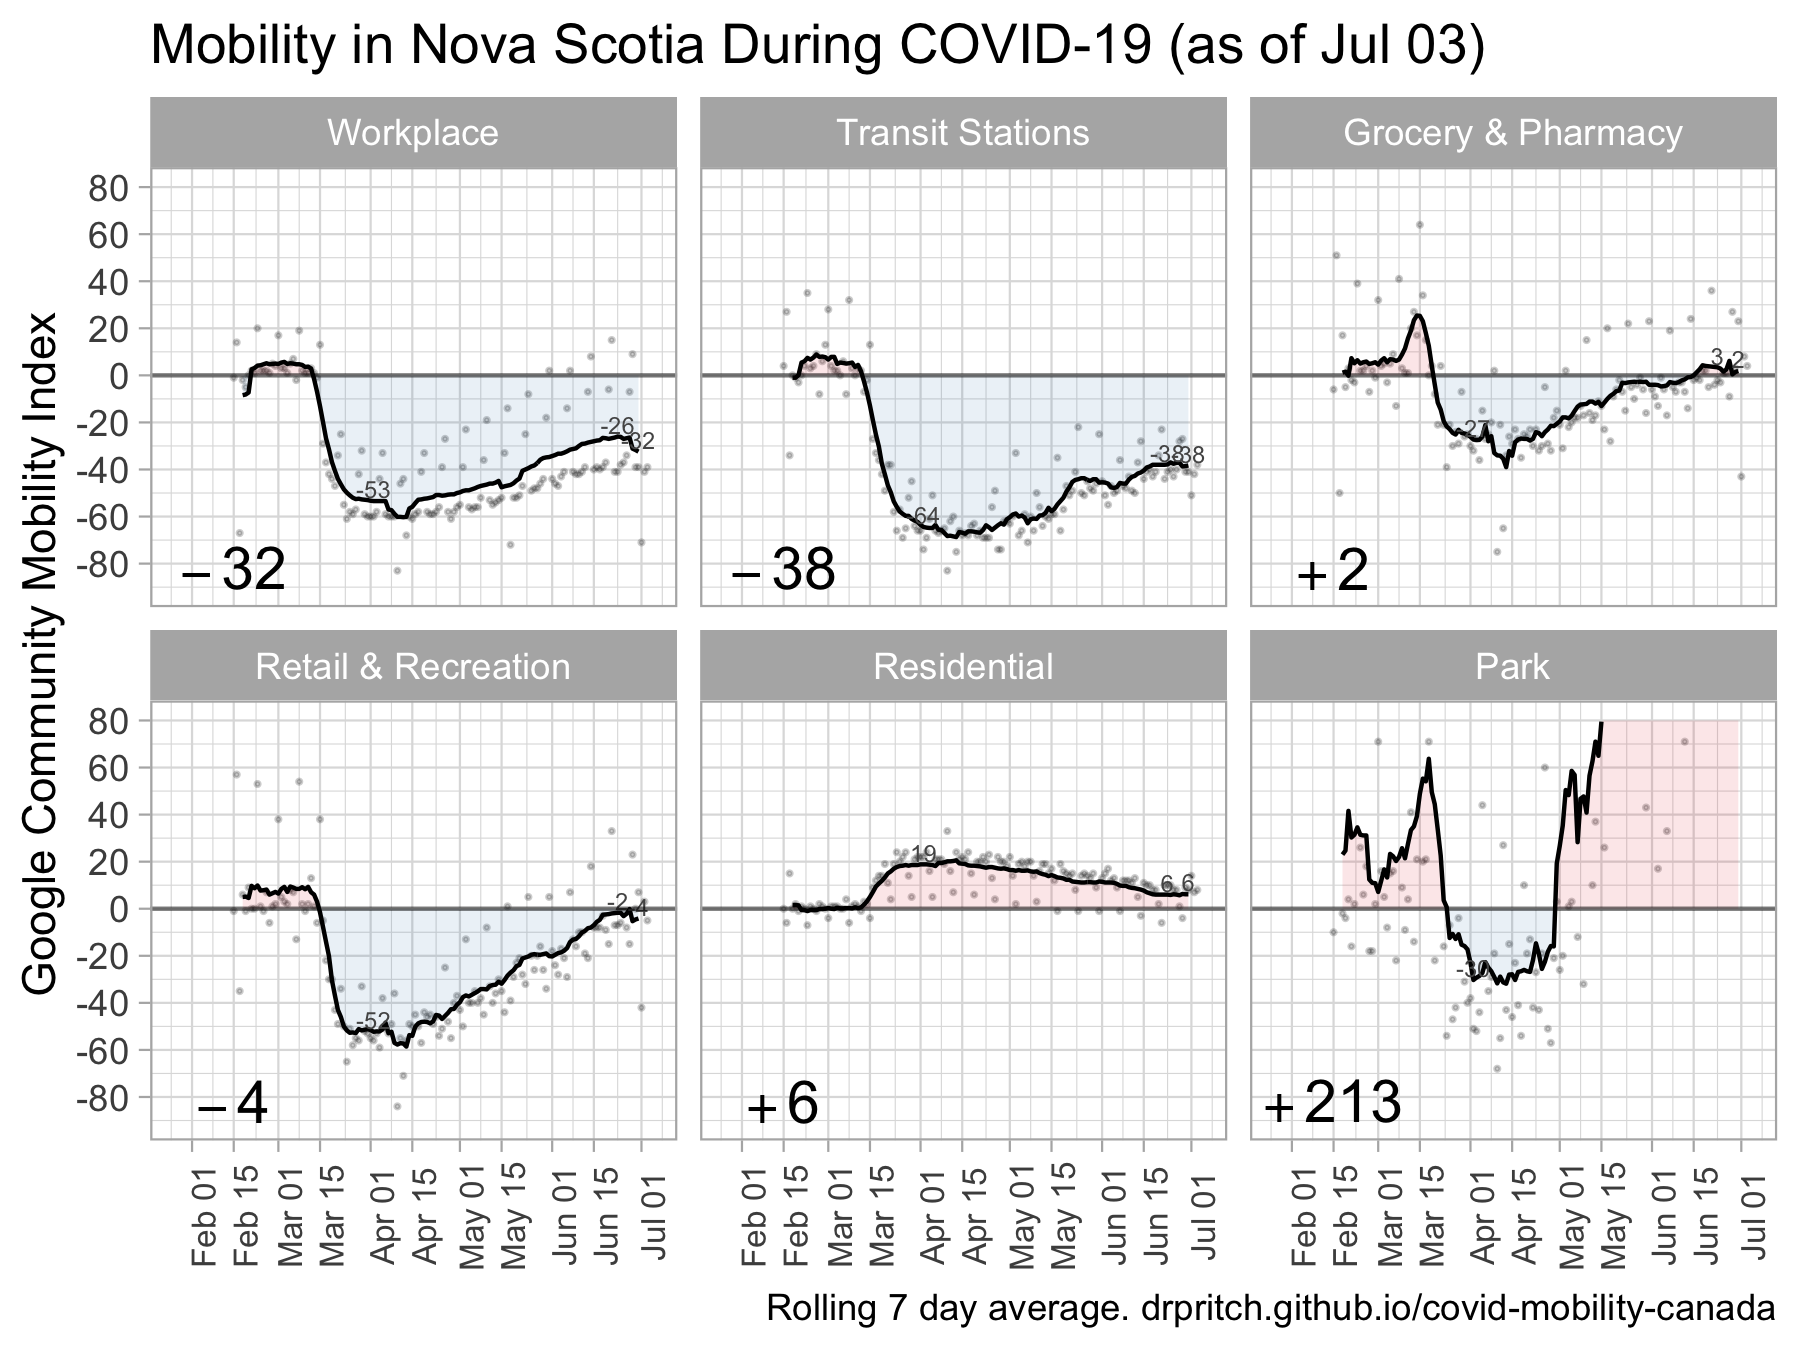 Mobility in Nova Scotia During COVID-19 (as of Jul 03)
Workplace
Transit Stations
Grocery & Pharmacy
Google Community Mobility Index
80
60
40
20
0
-20
-40
-60
-80
-53
-26
-32
−32
-64
-38
-38
−38
-27
3
2
+2
Retail & Recreation
Residential
Park
80
60
40
20
0
-20
-40
-60
-80
-52
-2
-4
−4
19
6
6
+6
-30
+213
Feb 01
Feb 15
Mar 01
Mar 15
Apr 01
Apr 15
May 01
May 15
Jun 01
Jun 15
Jul 01
Feb 01
Feb 15
Mar 01
Mar 15
Apr 01
Apr 15
May 01
May 15
Jun 01
Jun 15
Jul 01
Feb 01
Feb 15
Mar 01
Mar 15
Apr 01
Apr 15
May 01
May 15
Jun 01
Jun 15
Jul 01
Rolling 7 day average. drpritch.github.io/covid-mobility-canada